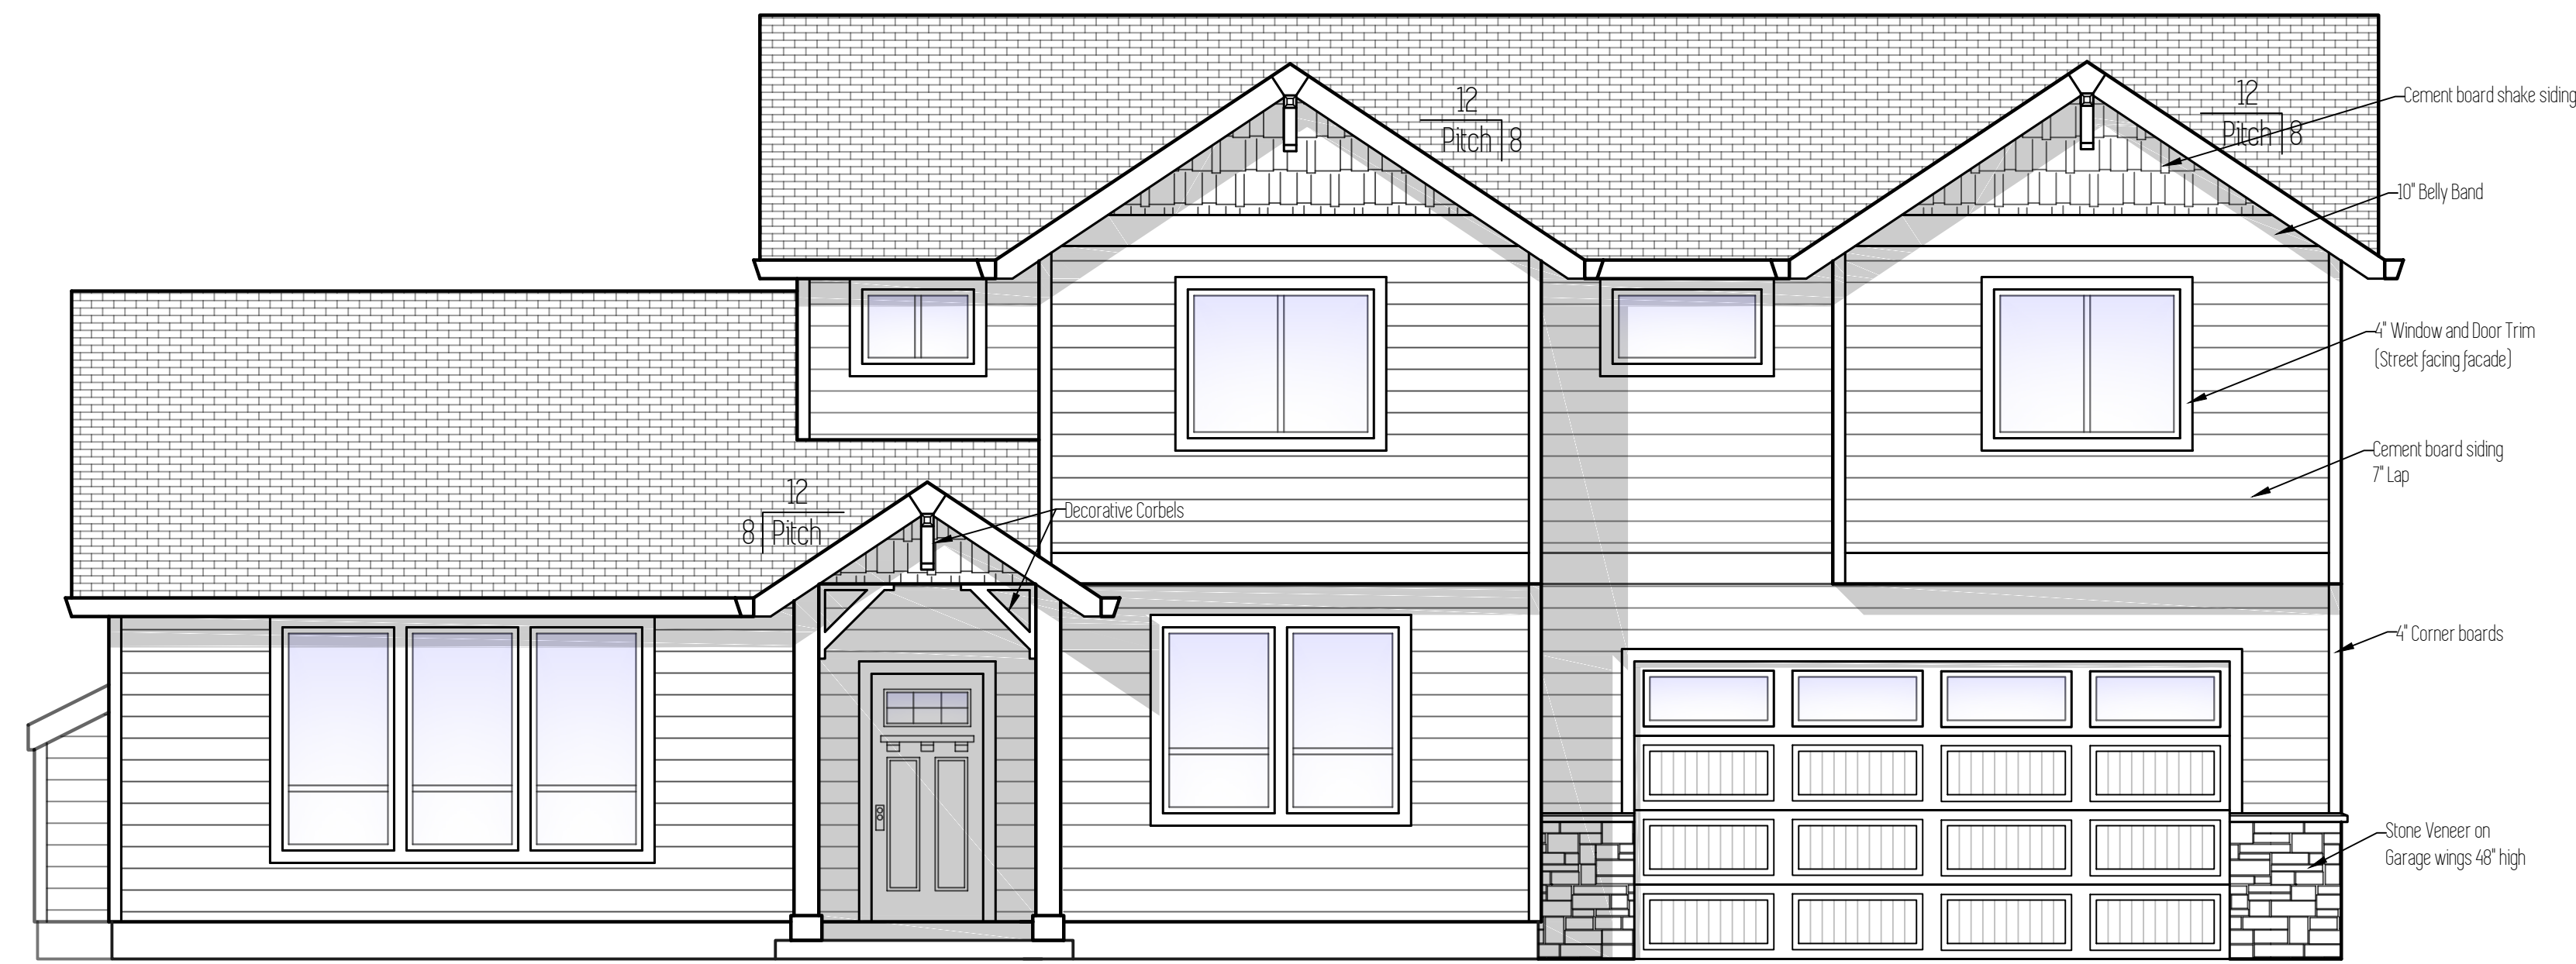 12
Pitch 8
12
Pitch 8
Cement board shake siding
10" Belly Band
4" Window and Door Trim
(Street facing facade)
Cement board siding
7" Lap
12
8 Pitch
Decorative Corbels
4" Corner boards
Stone Veneer on
Garage wings 48" high